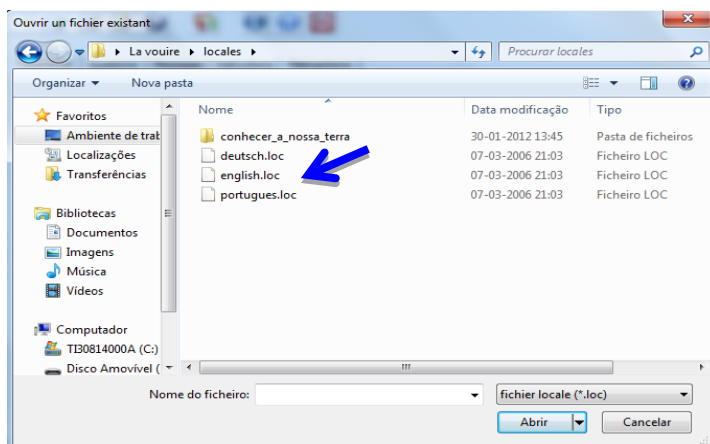 Ouvrir un fichier existant
La vouire locales Procurar locales
Organizar Nova pasta
Favoritos
Ambiente de trat
Localizações
Transferências
Bibliotecas
Documentos
Imagens
Música
Vídeos
Computador
TI30814000A (C:)
Disco Amovível (
Nome Data modificação Tipo
conhecer_a_nossa_terra 30-01-2012 13:45 Pasta de ficheiros
deutsch.loc 07-03-2006 21:03 Ficheiro LOC
english.loc 07-03-2006 21:03 Ficheiro LOC
portugues.loc 07-03-2006 21:03 Ficheiro LOC
Nome do ficheiro: fichier locale (*.loc)
Abrir Cancelar